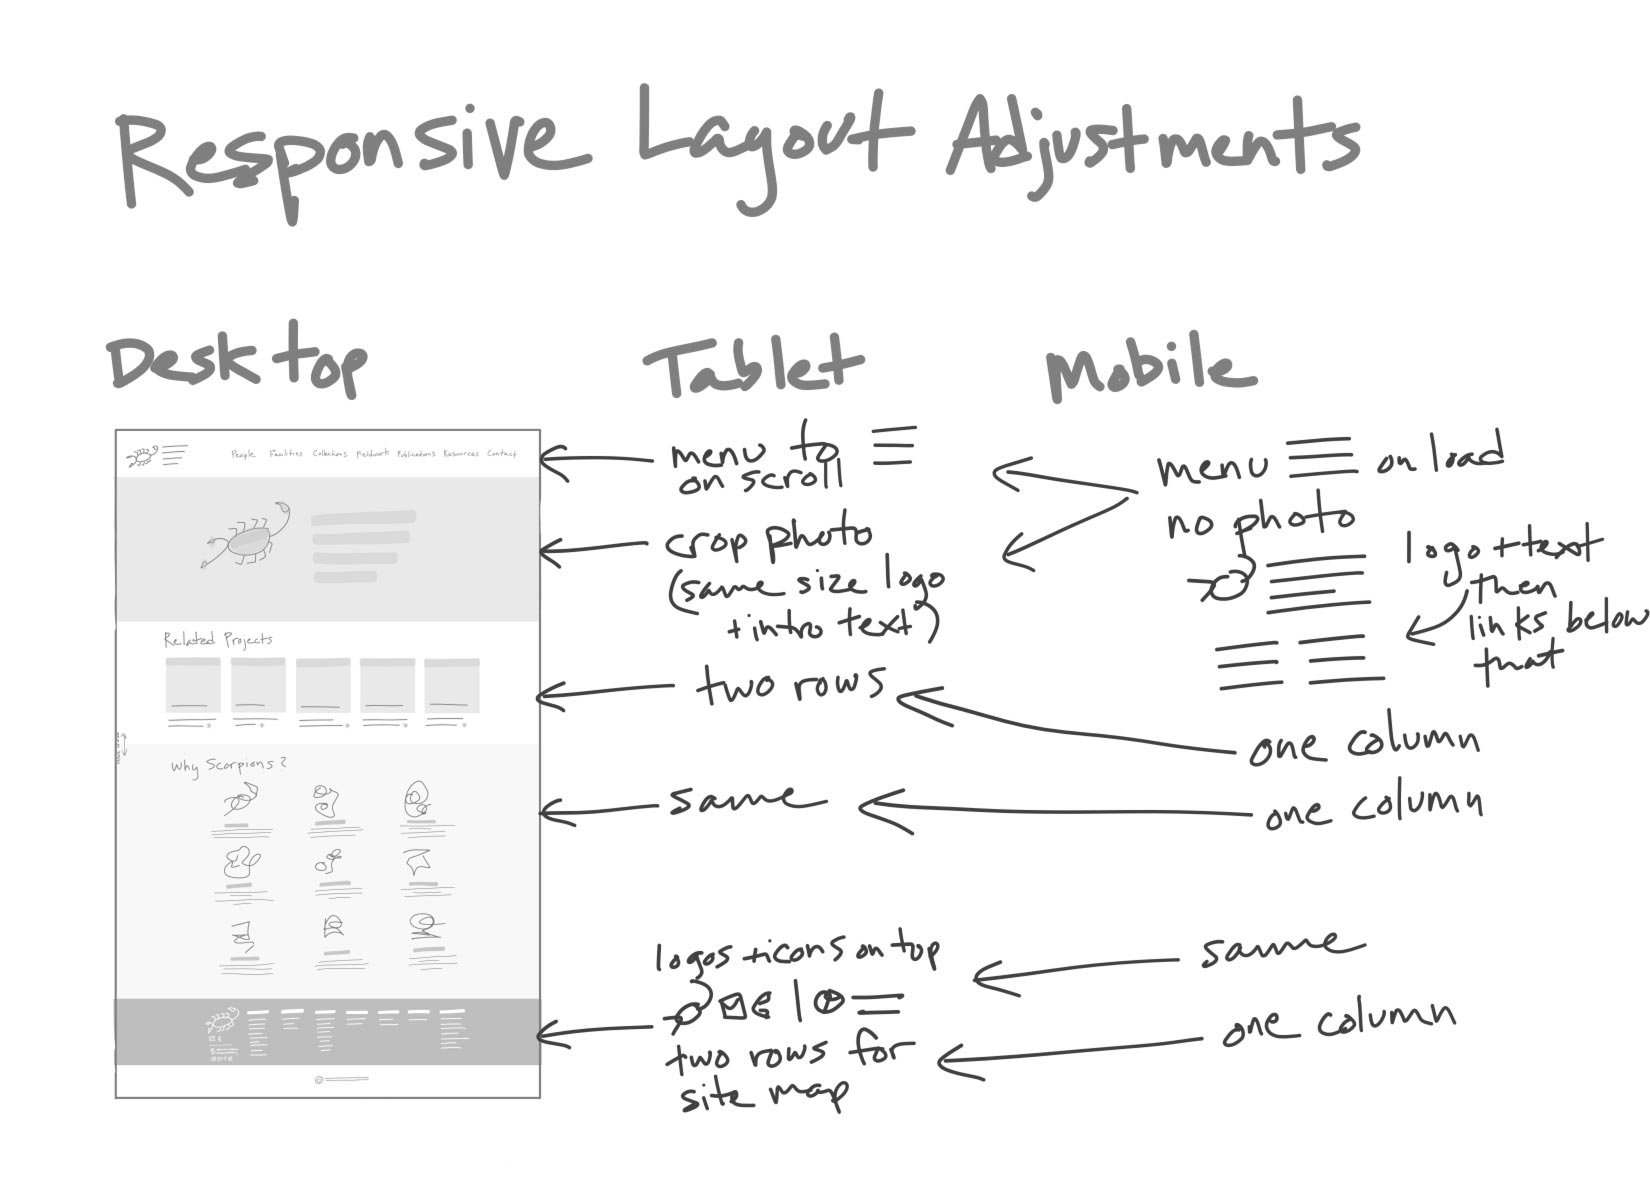 Responsive Layout Adjustments
Desktop
People Facilities Collections Fieldwork Publications Resources Contact
Related Projects
Why Scorpions?
Tablet
menu to
on scroll
crop photo
(same size logo
+ intro text)
two rows
same
logos + icons on top
two rows for
site map
Mobile
menu on load
no photo
logo + text
then
links below
that
one column
one column
same
one column